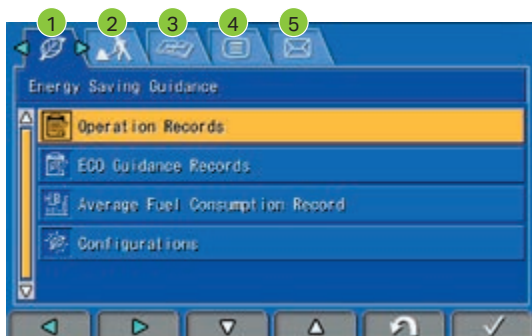 1 2 3 4 5
Energy Saving Guidance
Operation Records
ECO Guidance Records
Average Fuel Consumption Record
Configurations